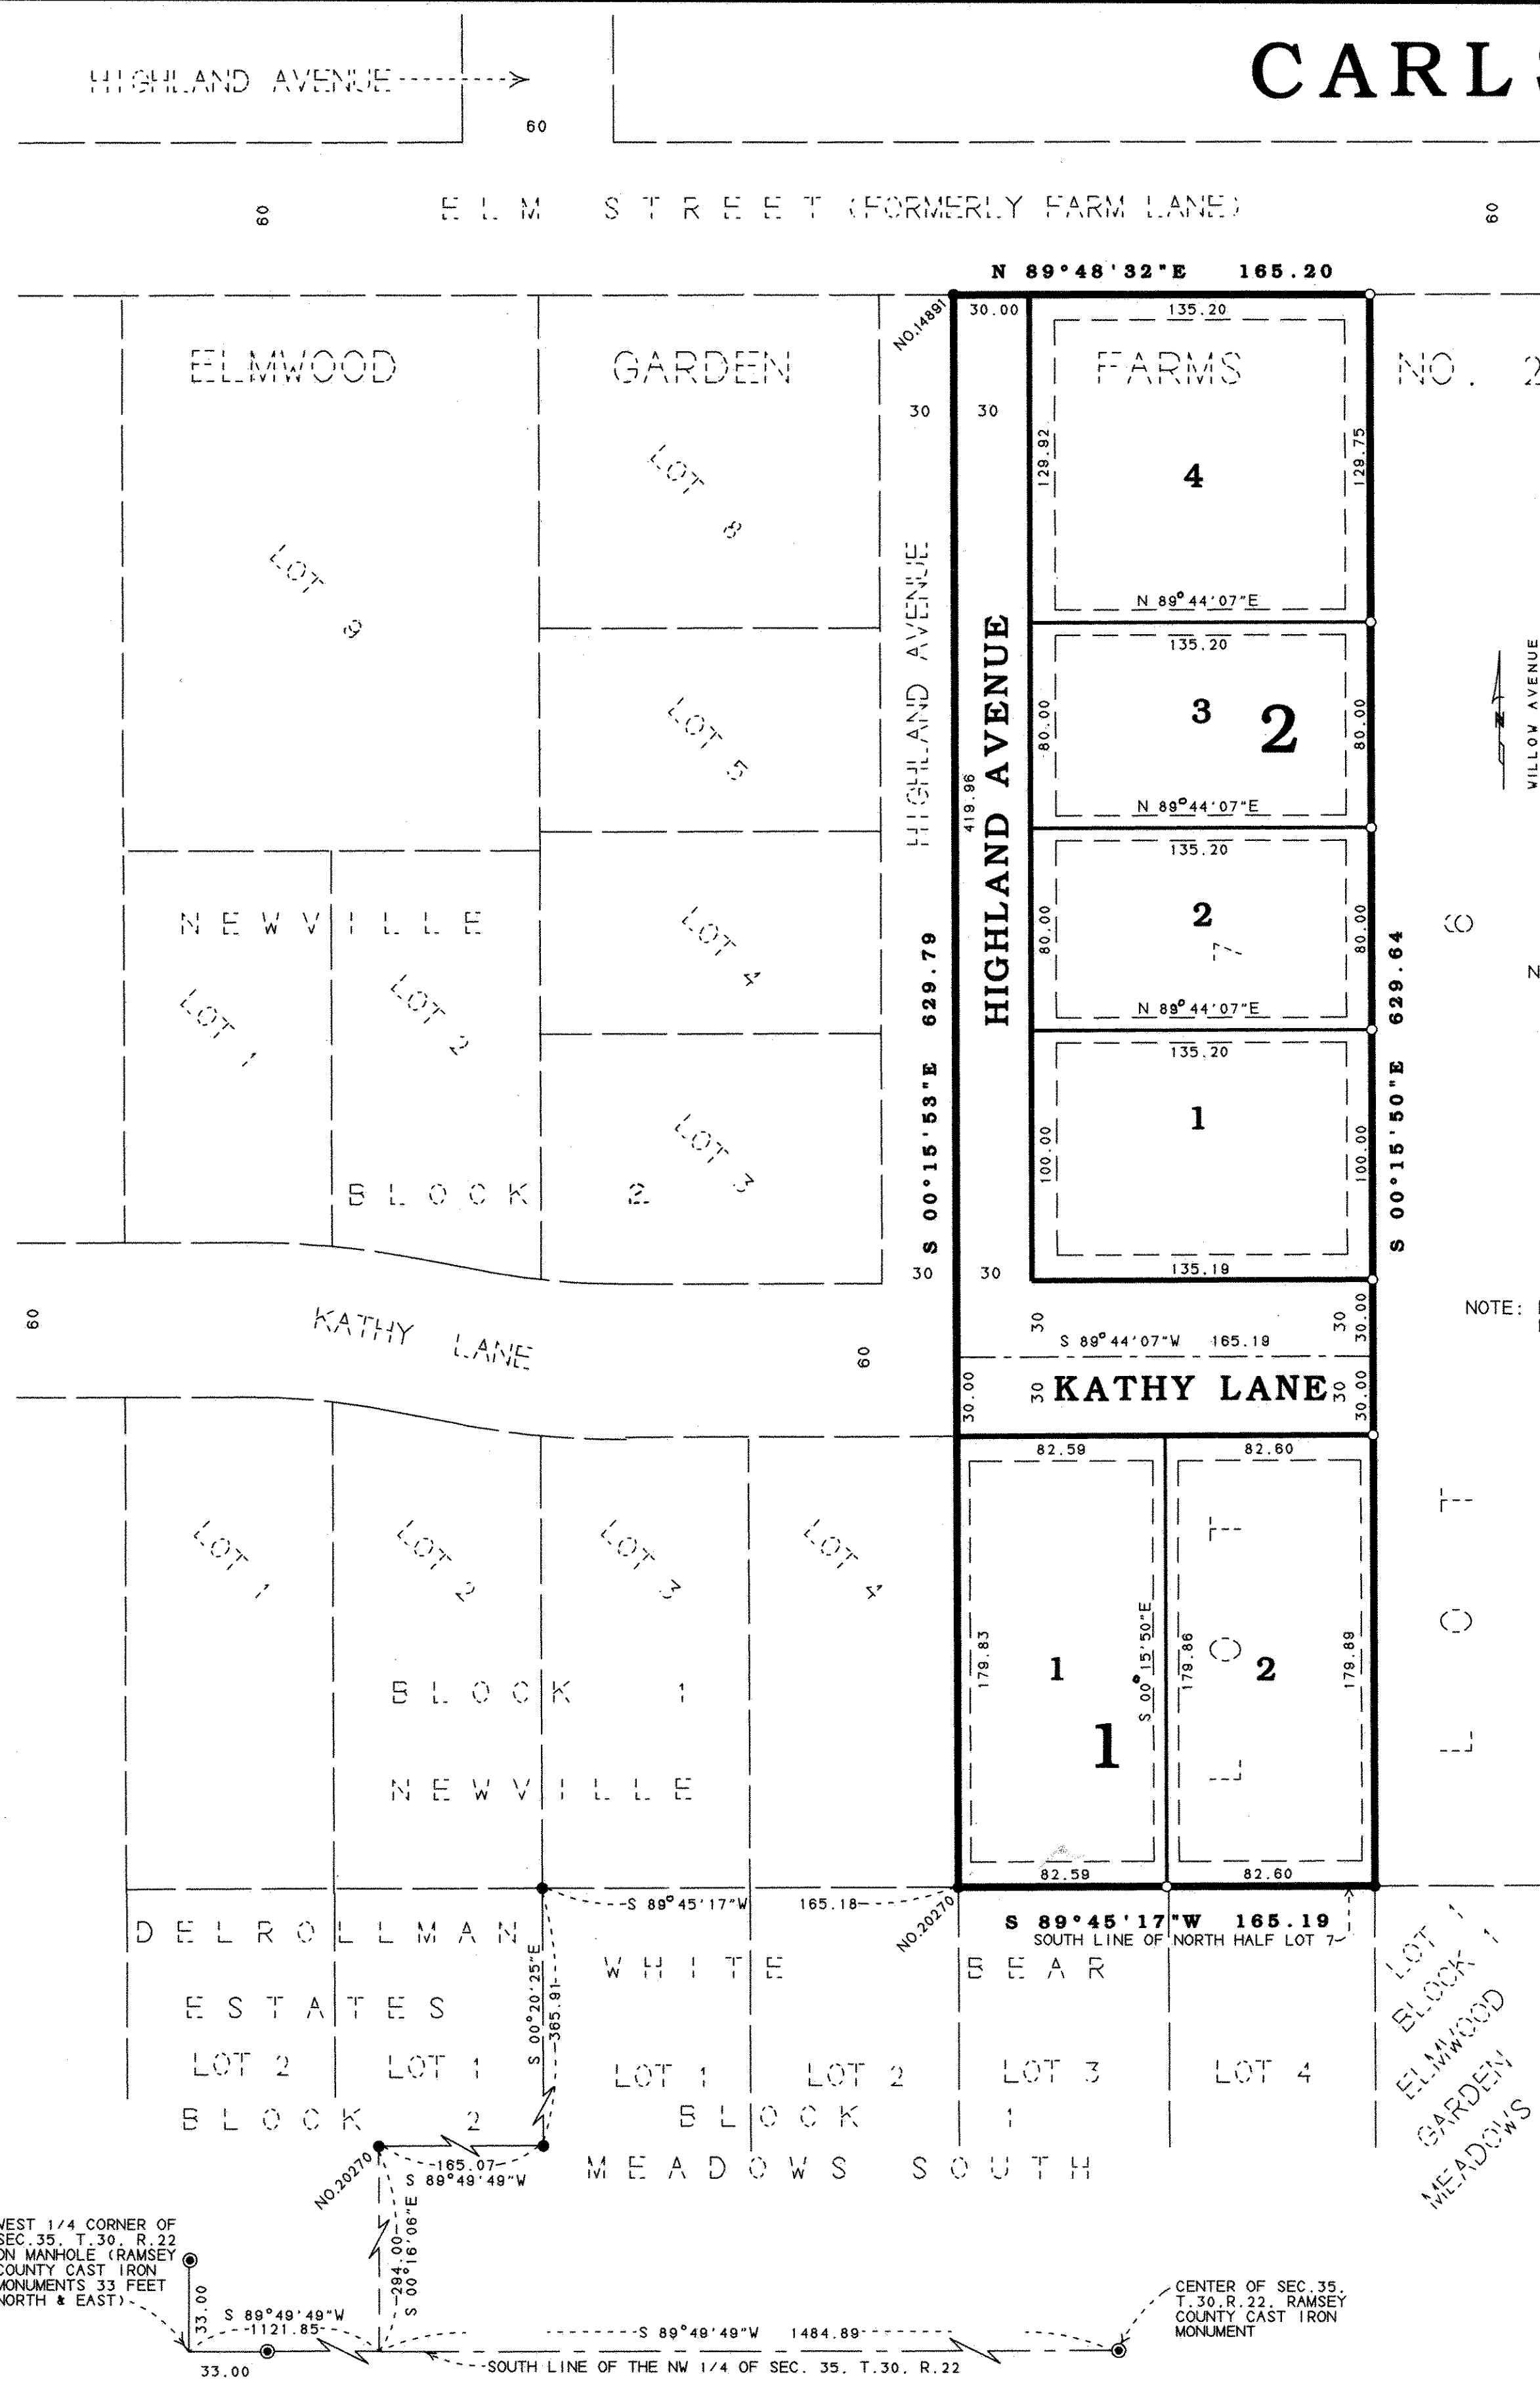 CARLS
HIGHLAND AVENUE
60
60
ELM STREET (FORMERLY FARM LANE)
60
N 89°48'32"E 165.20
NO.14891
30.00
135.20
ELMWOOD GARDEN FARMS NO. 2
30
30
129.92
129.75
LOT 8
4
LOT 9
N 89°44'07"E
135.20
HIGHLAND AVENUE
HIGHLAND AVENUE
LOT 5
80.00
3
2
80.00
WILLOW AVENUE
419.96
N 89°44'07"E
135.20
NEWVILLE
LOT 4
80.00
2
7
80.00
6
N
LOT 1
LOT 2
629.79
629.64
N 89°44'07"E
135.20
LOT 3
S 00°15'53"E
100.00
1
100.00
S 00°15'50"E
BLOCK 2
30
30
135.19
60
KATHY LANE
60
30
30
30.00
NOTE:
S 89°44'07"W 165.19
30.00
30
KATHY LANE
30
30.00
82.59
82.60
LOT 1
LOT 2
LOT 3
LOT 4
LOT
LOT
179.83
1
S 00°15'50"E
179.86
2
179.89
BLOCK 1
1
NEWVILLE
82.59
82.60
S 89°45'17"W 165.18
NO.20270
S 89°45'17"W 165.19
SOUTH LINE OF NORTH HALF LOT 7
DELROLLMAN
WHITE BEAR
ESTATES
S 00°20'25"E
365.91
LOT 1
BLOCK 1
ELMWOOD
GARDEN
MEADOWS
LOT 2
LOT 1
LOT 1
LOT 2
LOT 3
LOT 4
BLOCK 2
BLOCK 1
MEADOWS SOUTH
NO.20270
165.07
S 89°49'49"W
294.00
S 00°16'06"E
WEST 1/4 CORNER OF
SEC.35, T.30, R.22
ON MANHOLE (RAMSEY
COUNTY CAST IRON
MONUMENTS 33 FEET
NORTH & EAST)
33.00
S 89°49'49"W
1121.85
33.00
S 89°49'49"W 1484.89
SOUTH LINE OF THE NW 1/4 OF SEC. 35, T.30, R.22
CENTER OF SEC.35,
T.30,R.22, RAMSEY
COUNTY CAST IRON
MONUMENT